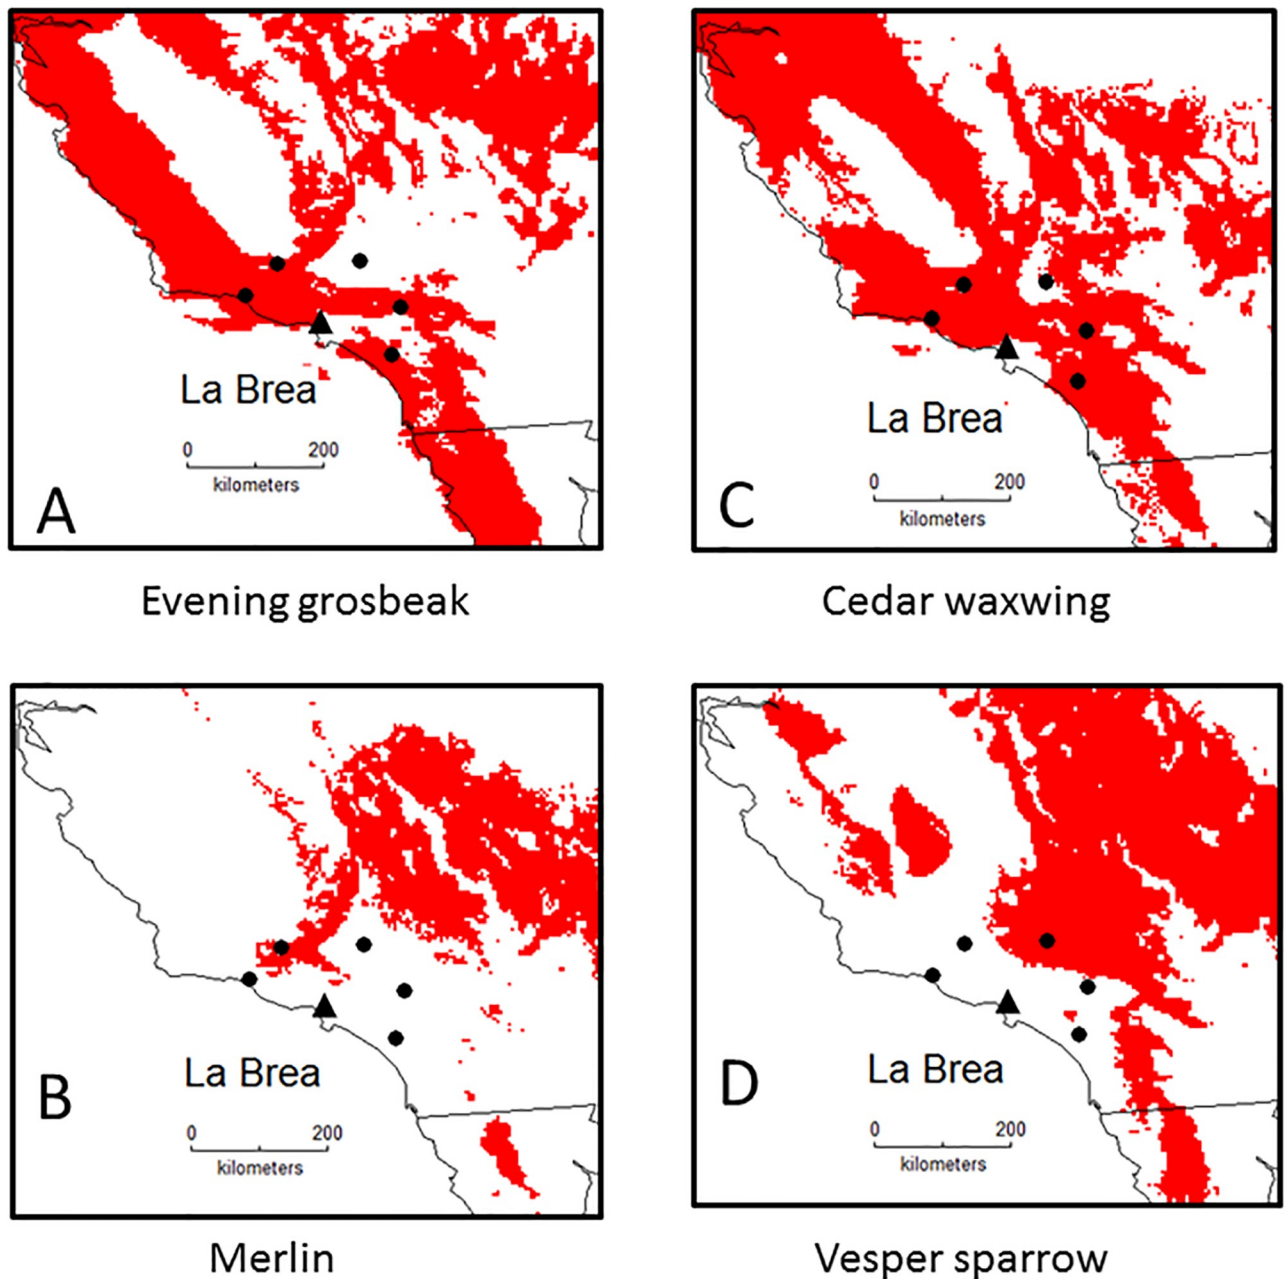 La Brea
0 200
kilometers
A
Evening grosbeak
La Brea
0 200
kilometers
C
Cedar waxwing
La Brea
0 200
kilometers
B
Merlin
La Brea
0 200
kilometers
D
Vesper sparrow